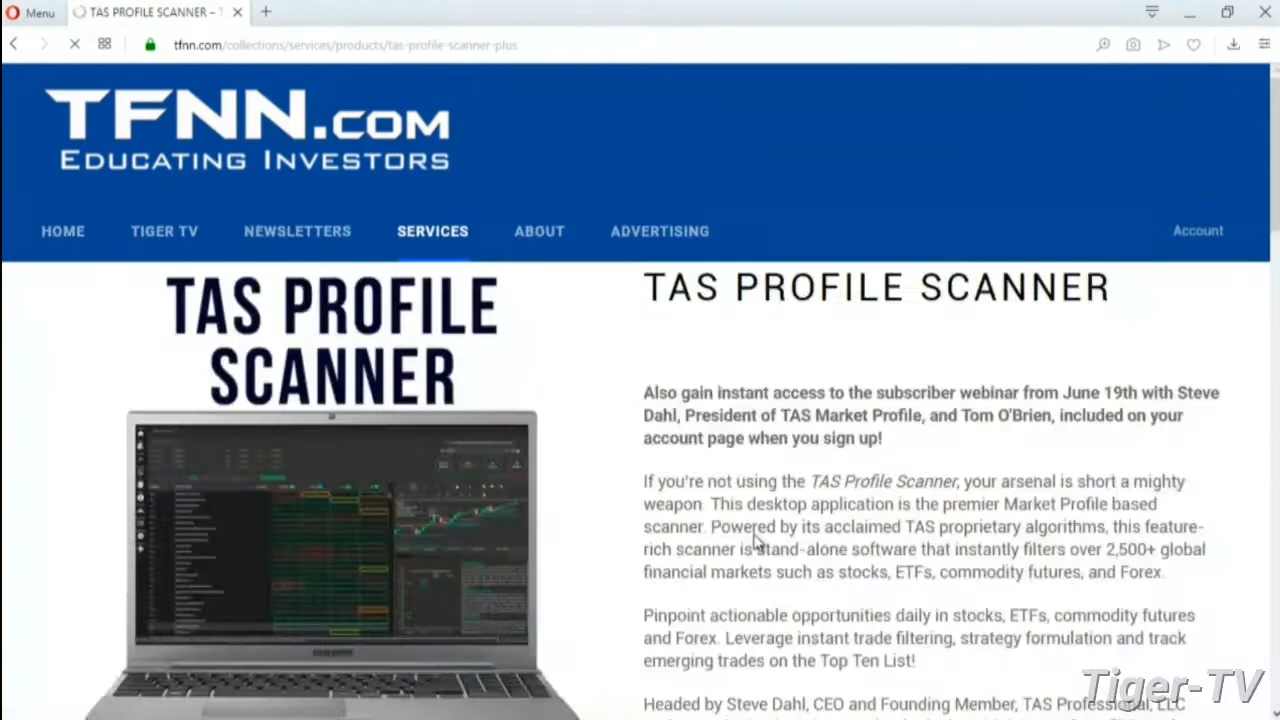 Menu
TAS PROFILE SCANNER – T
tfnn.com/collections/services/products/tas-profile-scanner-plus
TFNN.COM
EDUCATING INVESTORS
HOME TIGER TV NEWSLETTERS SERVICES ABOUT ADVERTISING Account
TAS PROFILE
SCANNER
TAS PROFILE SCANNER
Also gain instant access to the subscriber webinar from June 19th with Steve
Dahl, President of TAS Market Profile, and Tom O'Brien, included on your
account page when you sign up!
If you're not using the TAS Profile Scanner, your arsenal is short a mighty
weapon. This desktop application is the premier Market Profile based
scanner. Powered by its acclaimed TAS proprietary algorithms, this feature-
rich scanner is stand-alone software that instantly filters over 2,500+ global
financial markets such as stocks, ETFs, commodity futures, and Forex.
Pinpoint actionable opportunities daily in stocks, ETFs, commodity futures
and Forex. Leverage instant trade filtering, strategy formulation and track
emerging trades on the Top Ten List!
Headed by Steve Dahl, CEO and Founding Member, TAS Professional, LLC
Tiger-TV